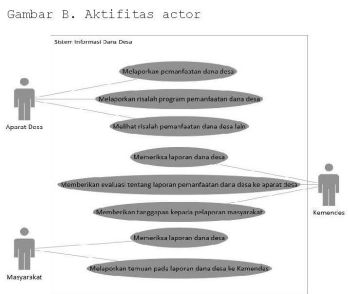 Gambar B. Aktifitas actor
Sistem Informasi Dana Desa
Melaporkan pemanfaatan dana desa
Melaporkan risalah program pemanfaatan dana desa
Aparat Desa
Melihat risalah pemanfaatan dana desa lain
Memeriksa laporan dana desa
Memberikan evaluasi tentang laporan pemanfaatan dana desa ke aparat desa
Memberikan tanggapan kepada pelaporan masyarakat
Kemendes
Memeriksa laporan dana desa
Masyarakat
Melaporkan temuan pada laporan dana desa ke Kemendes